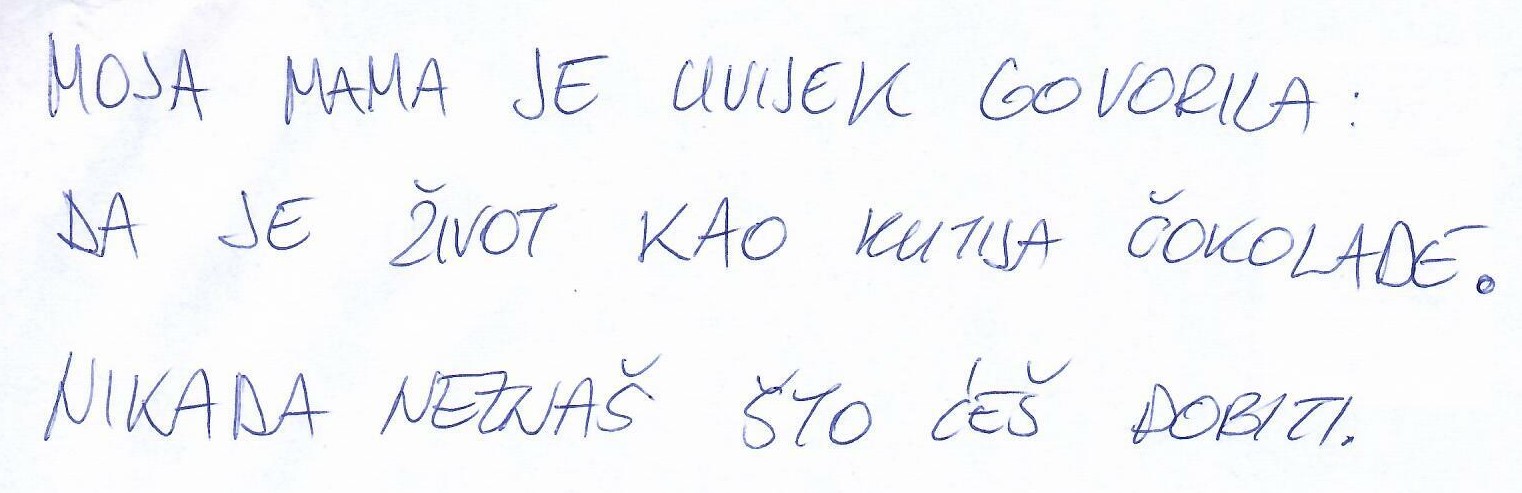 MOJA MAMA JE UVIJEK GOVORILA:
DA JE ŽIVOT KAO KUTIJA ČOKOLADE.
NIKADA NEZNAŠ ŠTO ĆEŠ DOBITI.